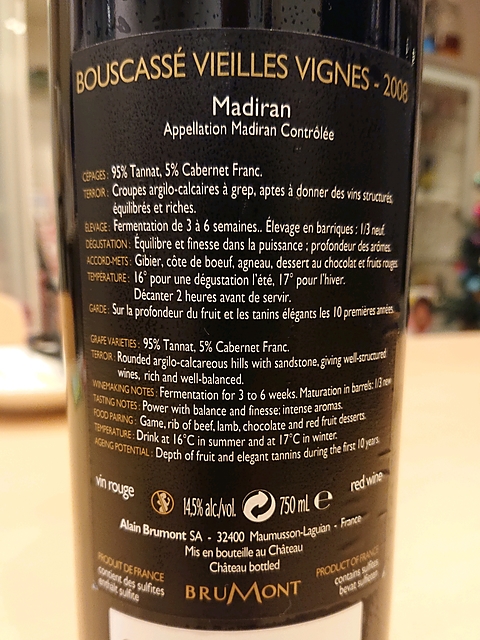 BOUSCASSÉ VIEILLES VIGNES - 2008
Madiran
Appellation Madiran Contrôlée
CÉPAGES : 95% Tannat, 5% Cabernet Franc.
TERROIR : Croupes argilo-calcaires à grep, aptes à donner des vins structurés,
équilibrés et riches.
ÉLEVAGE : Fermentation de 3 à 6 semaines.. Élevage en barriques : 1/3 neuf.
DÉGUSTATION : Équilibre et finesse dans la puissance ; profondeur des arômes.
ACCORD-METS : Gibier, côte de boeuf, agneau, dessert au chocolat et fruits rouges.
TEMPÉRATURE : 16° pour une dégustation l'été, 17° pour l'hiver.
Décanter 2 heures avant de servir.
GARDE : Sur la profondeur du fruit et les tanins élégants les 10 premières années.
GRAPE VARIETIES : 95% Tannat, 5% Cabernet Franc.
TERROIR : Rounded argilo-calcareous hills with sandstone, giving well-structured
wines, rich and well-balanced.
WINEMAKING NOTES : Fermentation for 3 to 6 weeks. Maturation in barrels: 1/3 new
TASTING NOTES : Power with balance and finesse; intense aromas.
FOOD PAIRING : Game, rib of beef, lamb, chocolate and red fruit desserts.
TEMPERATURE : Drink at 16°C in summer and at 17°C in winter.
AGEING POTENTIAL : Depth of fruit and elegant tannins during the first 10 years.
vin rouge 14,5% alc/vol. 750 ml e red wine
Alain Brumont SA - 32400 Maumusson-Laguian - France
Mis en bouteille au Château
Château bottled
PRODUIT DE FRANCE
contient des sulfites
enthält sulfite
BRUMONT
PRODUCT OF FRANCE
contains sulfites
bevat sulfieten